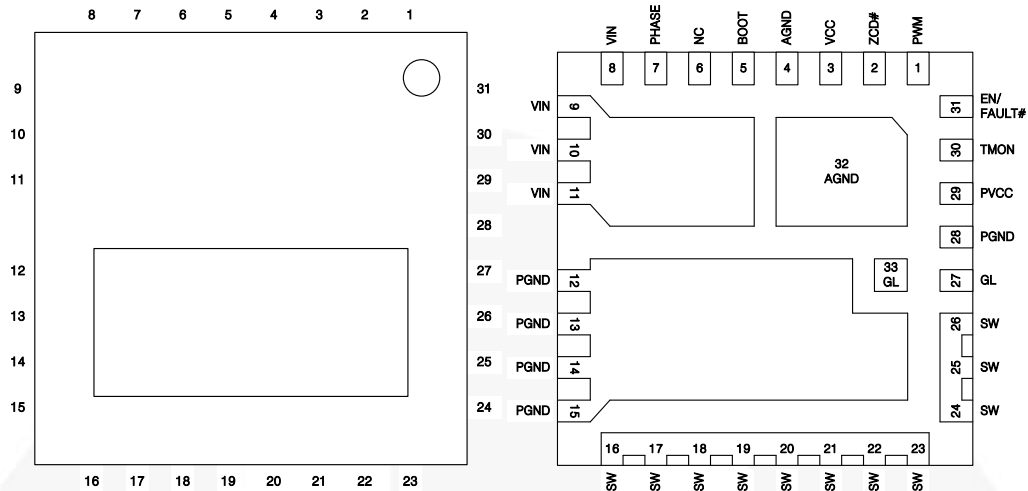 8 7 6 5 4 3 2 1
9
10
11
12
13
14
15
16 17 18 19 20 21 22 23
31
30
29
28
27
26
25
24
VIN PHASE NC BOOT AGND VCC ZCD# PWM
8 7 6 5 4 3 2 1
VIN 9
VIN 10
VIN 11
PGND 12
PGND 13
PGND 14
PGND 15
32
AGND
33
GL
31 EN/
FAULT#
30 TMON
29 PVCC
28 PGND
27 GL
26 SW
25 SW
24 SW
16 17 18 19 20 21 22 23
SW SW SW SW SW SW SW SW